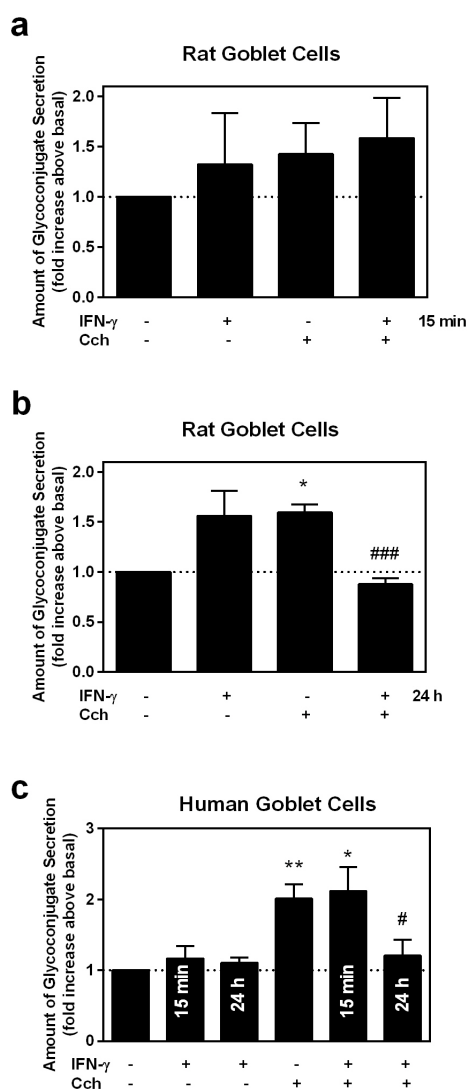 a
Rat Goblet Cells
Amount of Glycoconjugate Secretion
(fold increase above basal)
2.0
1.5
1.0
0.5
0.0
IFN-γ - + - + 15 min
Cch - - + +
b
Rat Goblet Cells
Amount of Glycoconjugate Secretion
(fold increase above basal)
2.0
1.5
1.0
0.5
0.0
*
###
IFN-γ - + - + 24 h
Cch - - + +
c
Human Goblet Cells
Amount of Glycoconjugate Secretion
(fold increase above basal)
3
2
1
0
**
*
#
15 min
24 h
15 min
24 h
IFN-γ - + + - + +
Cch - - - + + +